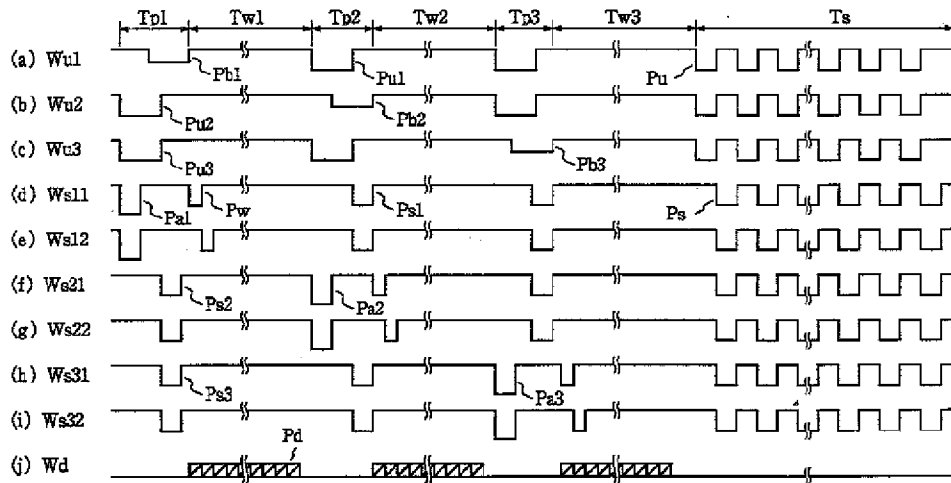 Tp1 Tw1 Tp2 Tw2 Tp3 Tw3 Ts
(a) Wu1 Pb1 Pu1 Pu
(b) Wu2 Pu2 Pb2
(c) Wu3 Pu3 Pb3
(d) Ws11 Pa1 Pw Ps1 Ps
(e) Ws12
(f) Ws21 Ps2 Pa2
(g) Ws22
(h) Ws31 Ps3 Pa3
(i) Ws32
(j) Wd Pd